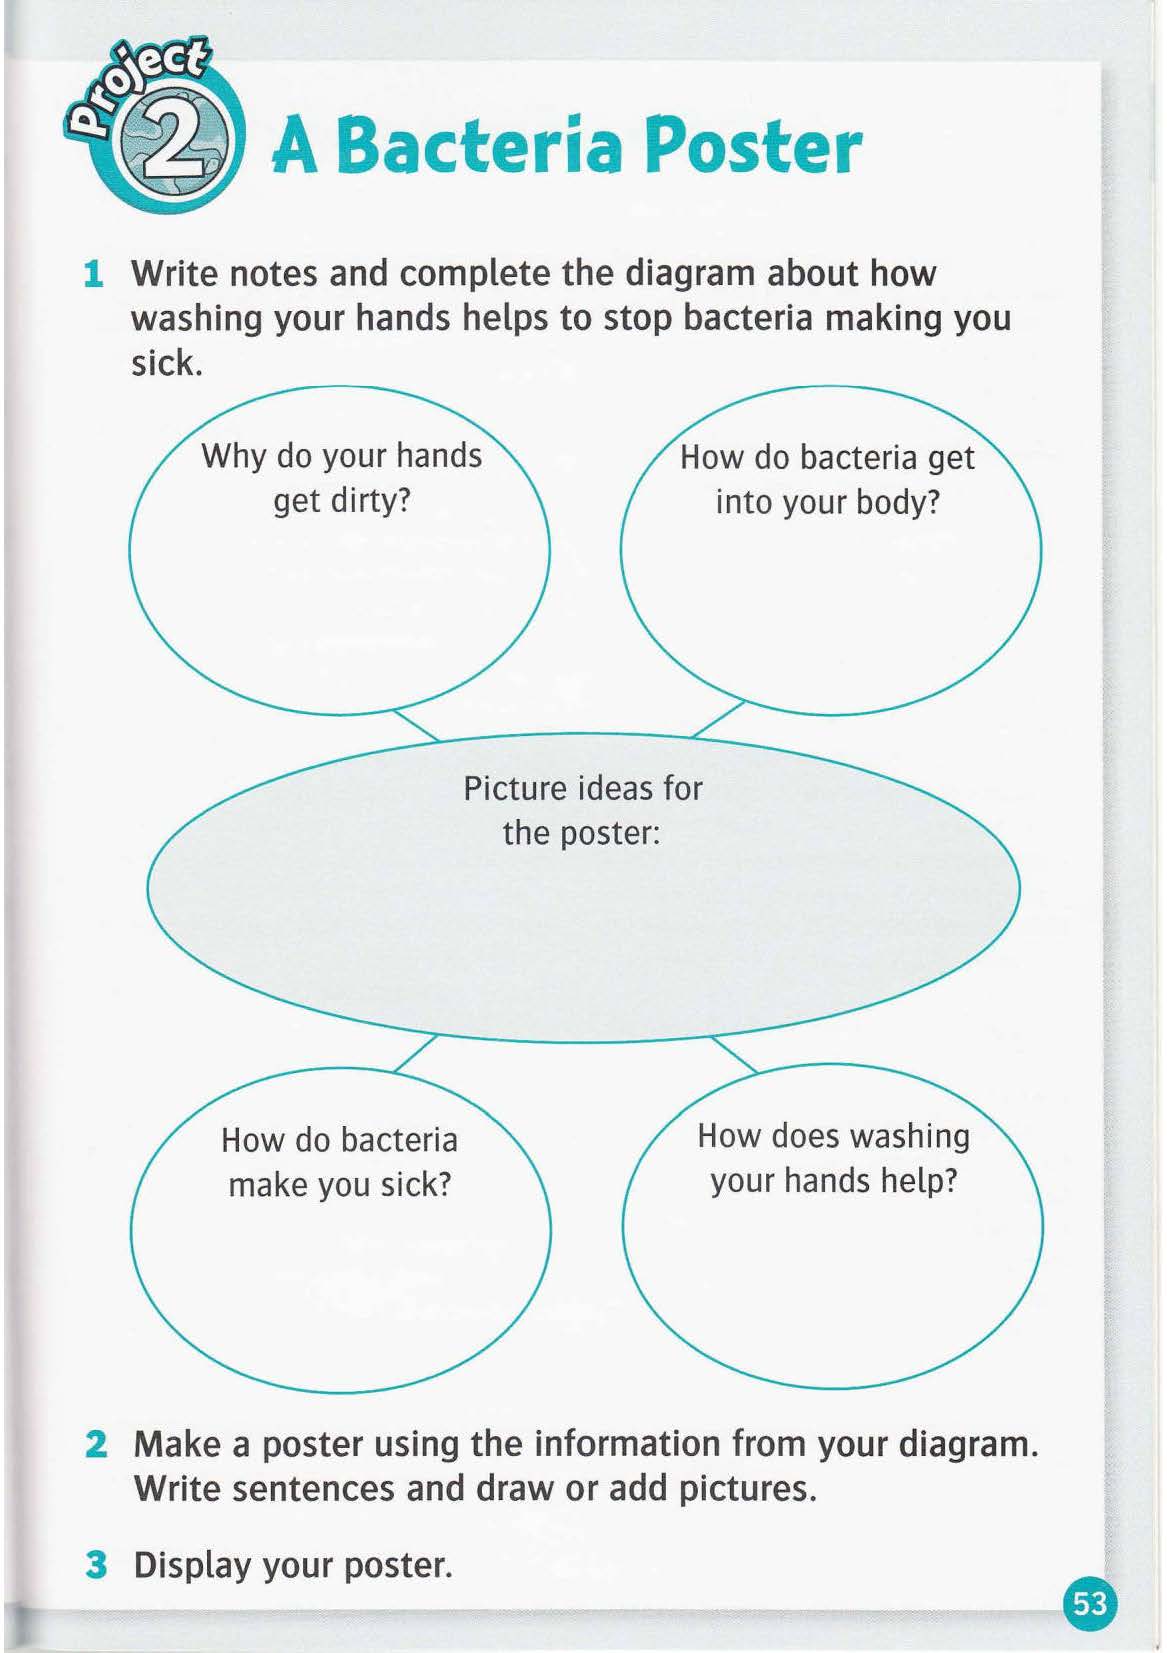 Project
2
A Bacteria Poster
1 Write notes and complete the diagram about how
washing your hands helps to stop bacteria making you
sick.
Why do your hands
get dirty?
How do bacteria get
into your body?
Picture ideas for
the poster:
How do bacteria
make you sick?
How does washing
your hands help?
2 Make a poster using the information from your diagram.
Write sentences and draw or add pictures.
3 Display your poster.
53